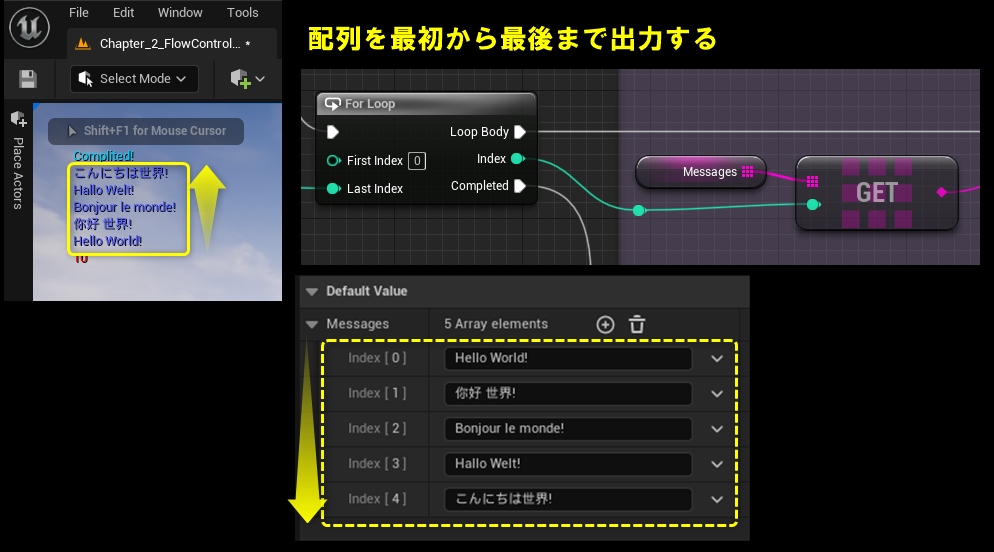 File Edit Window Tools
Chapter_2_FlowControl... *
Select Mode
Shift+F1 for Mouse Cursor
Place Actors
Complited!
こんにちは世界!
Hallo Welt!
Bonjour le monde!
你好 世界!
Hello World!
10
配列を最初から最後まで出力する
For Loop
Loop Body
First Index 0
Index
Last Index
Completed
Messages
GET
Default Value
Messages 5 Array elements
Index [ 0 ] Hello World!
Index [ 1 ] 你好 世界!
Index [ 2 ] Bonjour le monde!
Index [ 3 ] Hallo Welt!
Index [ 4 ] こんにちは世界!